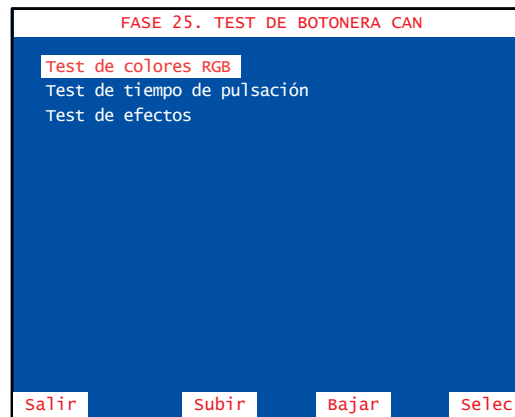 FASE 25. TEST DE BOTONERA CAN
Test de colores RGB
Test de tiempo de pulsación
Test de efectos
Salir Subir Bajar Selec